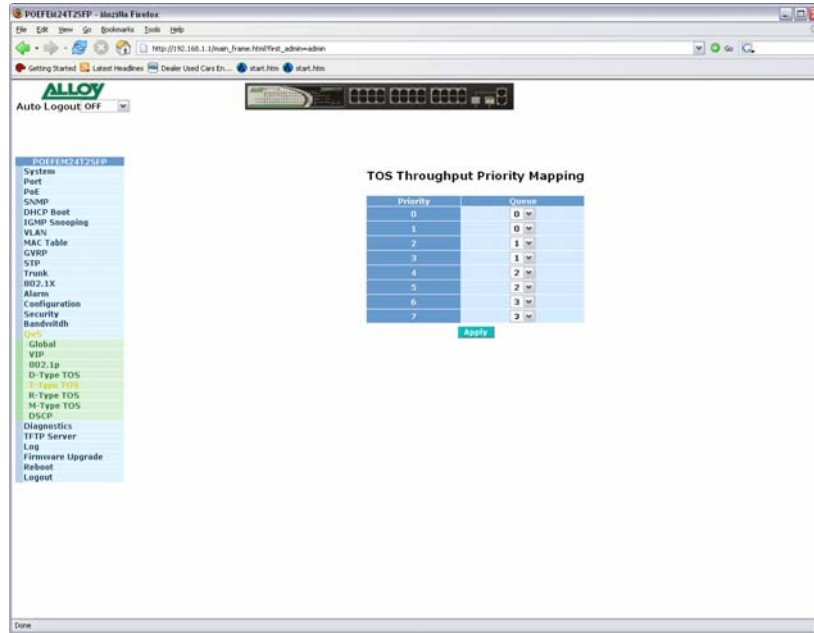 POEFEM24T2SFP - Mozilla Firefox
File Edit View Go Bookmarks Tools Help
http://192.168.1.1/main_frame.html?first_admin=admin
Go
Getting Started Latest Headlines Dealer Used Cars En... start.htm start.htm
ALLOY
Auto Logout OFF
POEFEM24T2SFP
System
Port
PoE
SNMP
DHCP Boot
IGMP Snooping
VLAN
MAC Table
GVRP
STP
Trunk
802.1X
Alarm
Configuration
Security
Bandwitdh
QoS
Global
VIP
802.1p
D-Type TOS
T-Type TOS
R-Type TOS
M-Type TOS
DSCP
Diagnostics
TFTP Server
Log
Firmware Upgrade
Reboot
Logout
TOS Throughput Priority Mapping
Priority Queue
0 0
1 0
2 1
3 1
4 2
5 2
6 3
7 3
Apply
Done